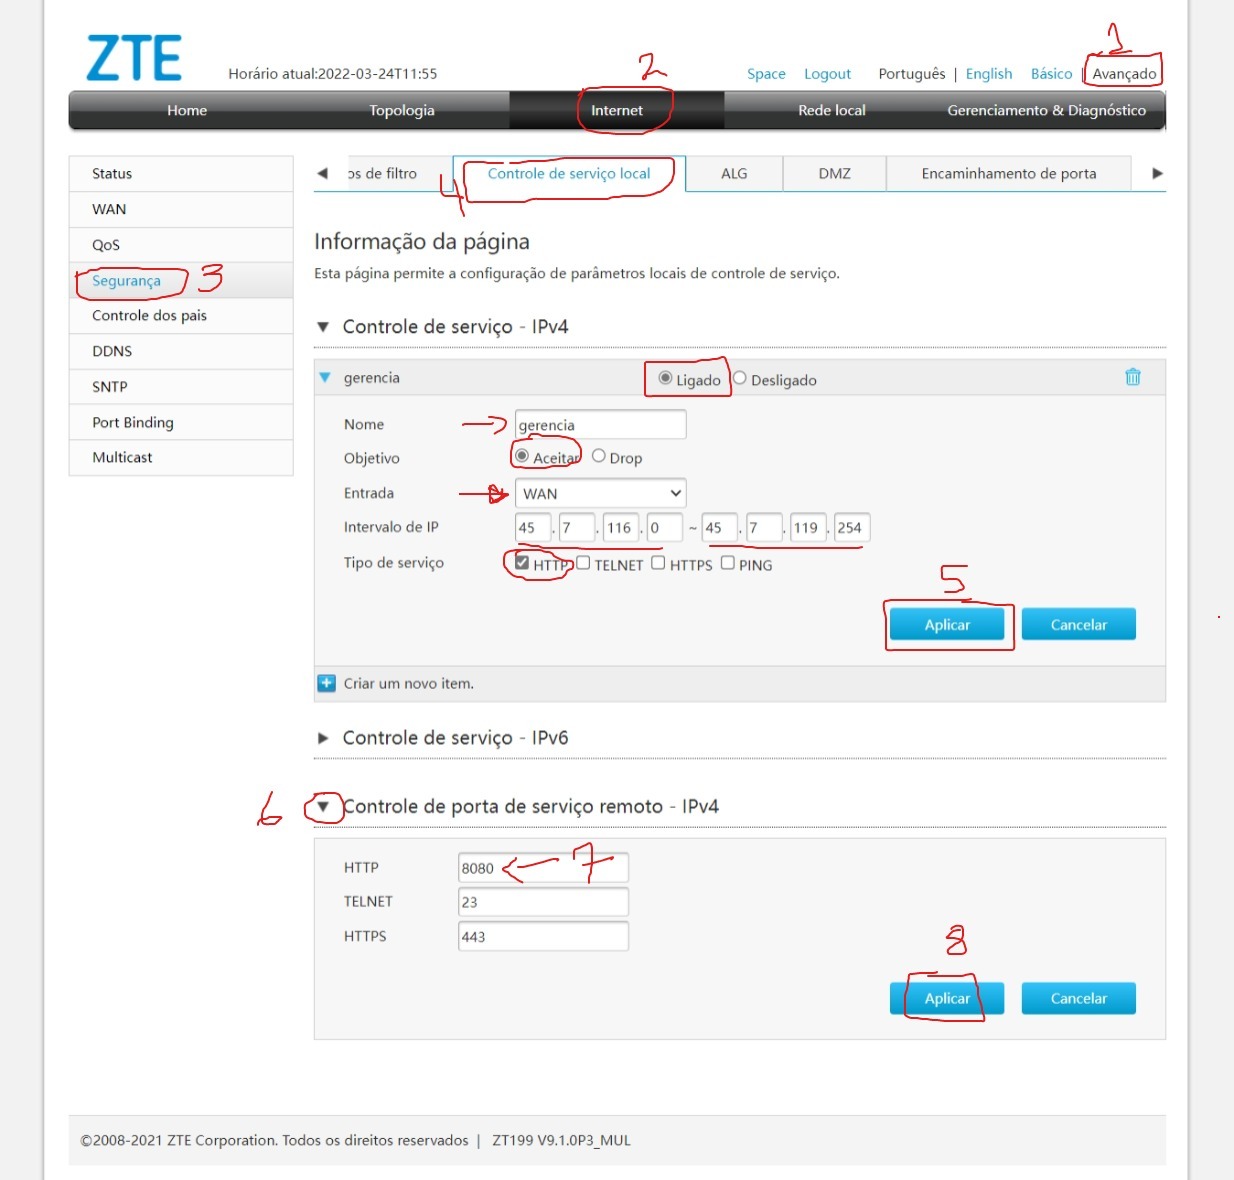 1
ZTE
Horário atual:2022-03-24T11:55
2
Space Logout Português | English Básico | Avançado
Home Topologia Internet Rede local Gerenciamento & Diagnóstico
Status
WAN
QoS
Segurança 3
Controle dos pais
DDNS
SNTP
Port Binding
Multicast
os de filtro 4 Controle de serviço local ALG DMZ Encaminhamento de porta
Informação da página
Esta página permite a configuração de parâmetros locais de controle de serviço.
Controle de serviço - IPv4
gerencia Ligado Desligado
Nome gerencia
Objetivo Aceitar Drop
Entrada WAN
Intervalo de IP 45 . 7 . 116 . 0 ~ 45 . 7 . 119 . 254
Tipo de serviço HTTP TELNET HTTPS PING
5
Aplicar Cancelar
Criar um novo item.
Controle de serviço - IPv6
6 Controle de porta de serviço remoto - IPv4
HTTP 8080 7
TELNET 23
HTTPS 443
8
Aplicar Cancelar
©2008-2021 ZTE Corporation. Todos os direitos reservados | ZT199 V9.1.0P3_MUL